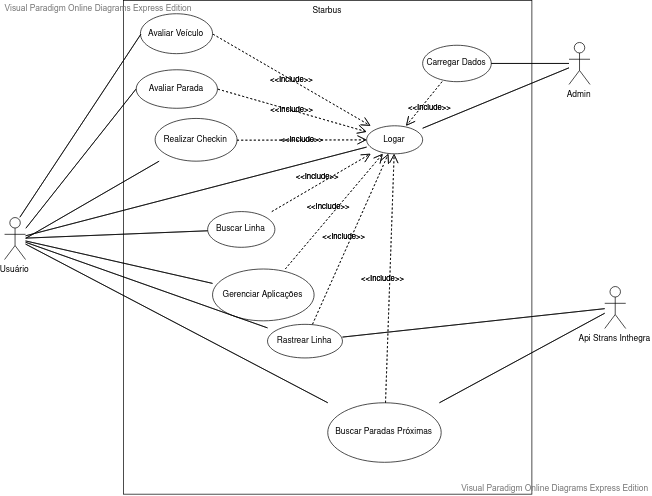 Visual Paradigm Online Diagrams Express Edition
Starbus
Avaliar Veículo
Carregar Dados
<<Include>>
Admin
Avaliar Parada
<<Include>>
<<Include>>
Realizar Checkin
<<Include>>
Logar
<<Include>>
<<Include>>
Buscar Linha
<<Include>>
Usuário
<<Include>>
Gerenciar Aplicações
Rastrear Linha
Api Strans Inthegra
Buscar Paradas Próximas
Visual Paradigm Online Diagrams Express Edition